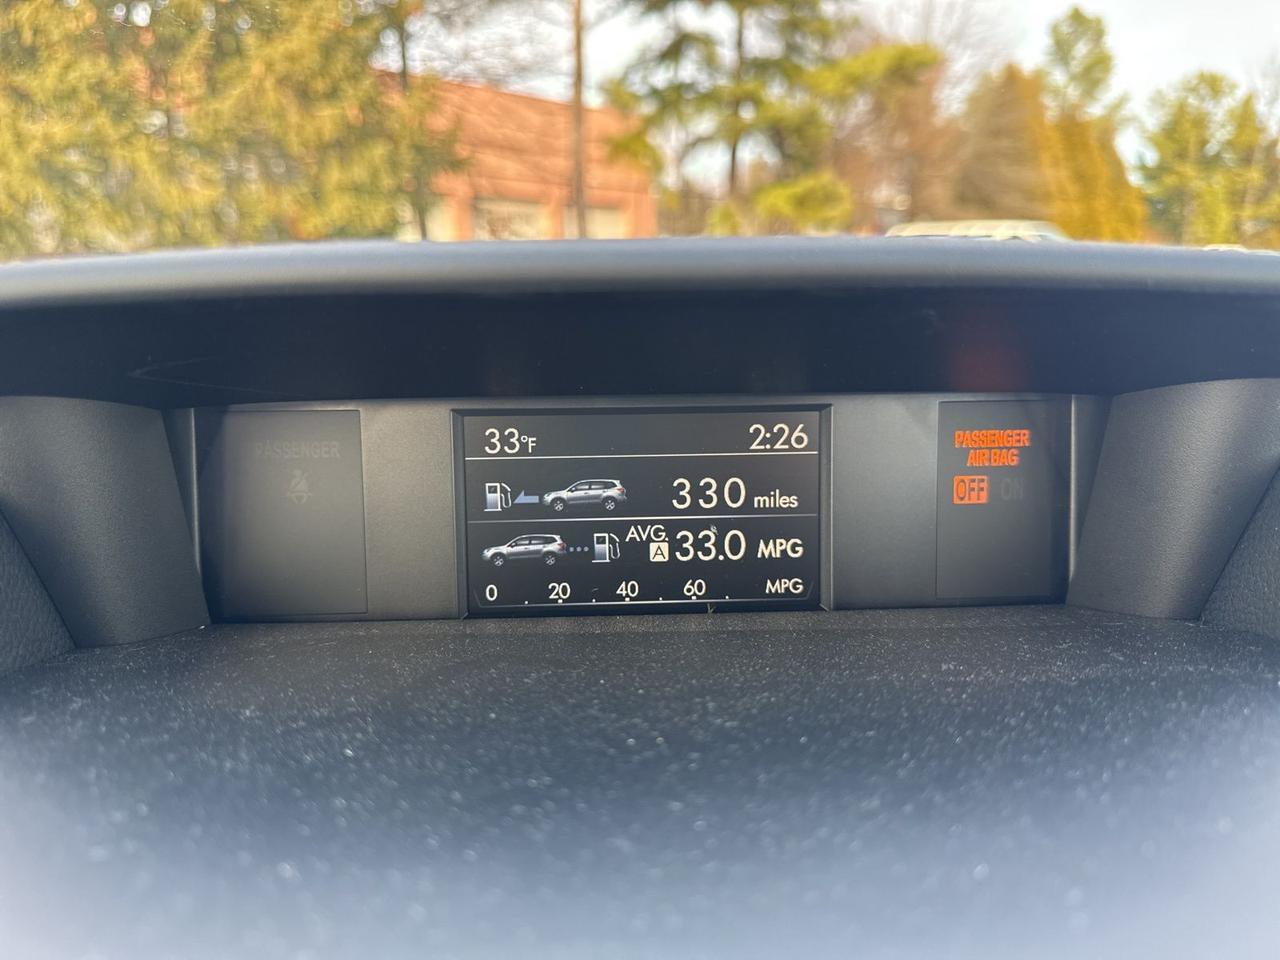 PASSENGER
33°F 2:26
330 miles
AVG.
A 33.0 MPG
0 20 40 60 MPG
PASSENGER
AIR BAG
OFF ON